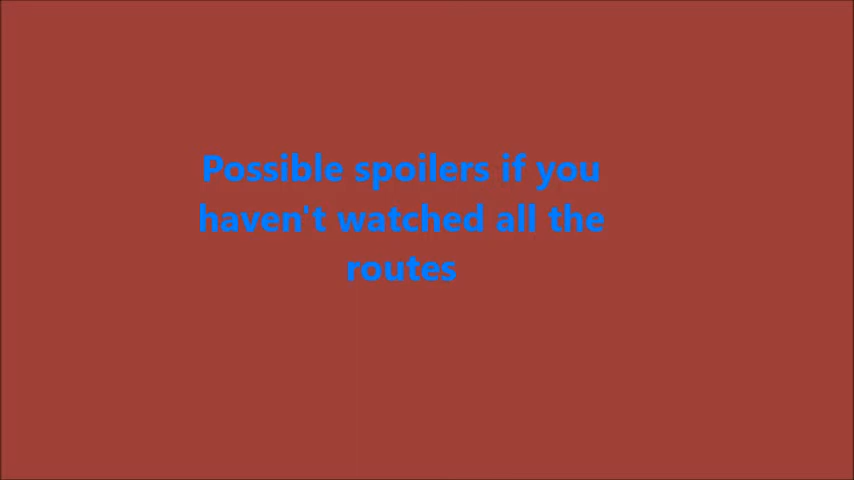 Possible spoilers if you
haven't watched all the
routes